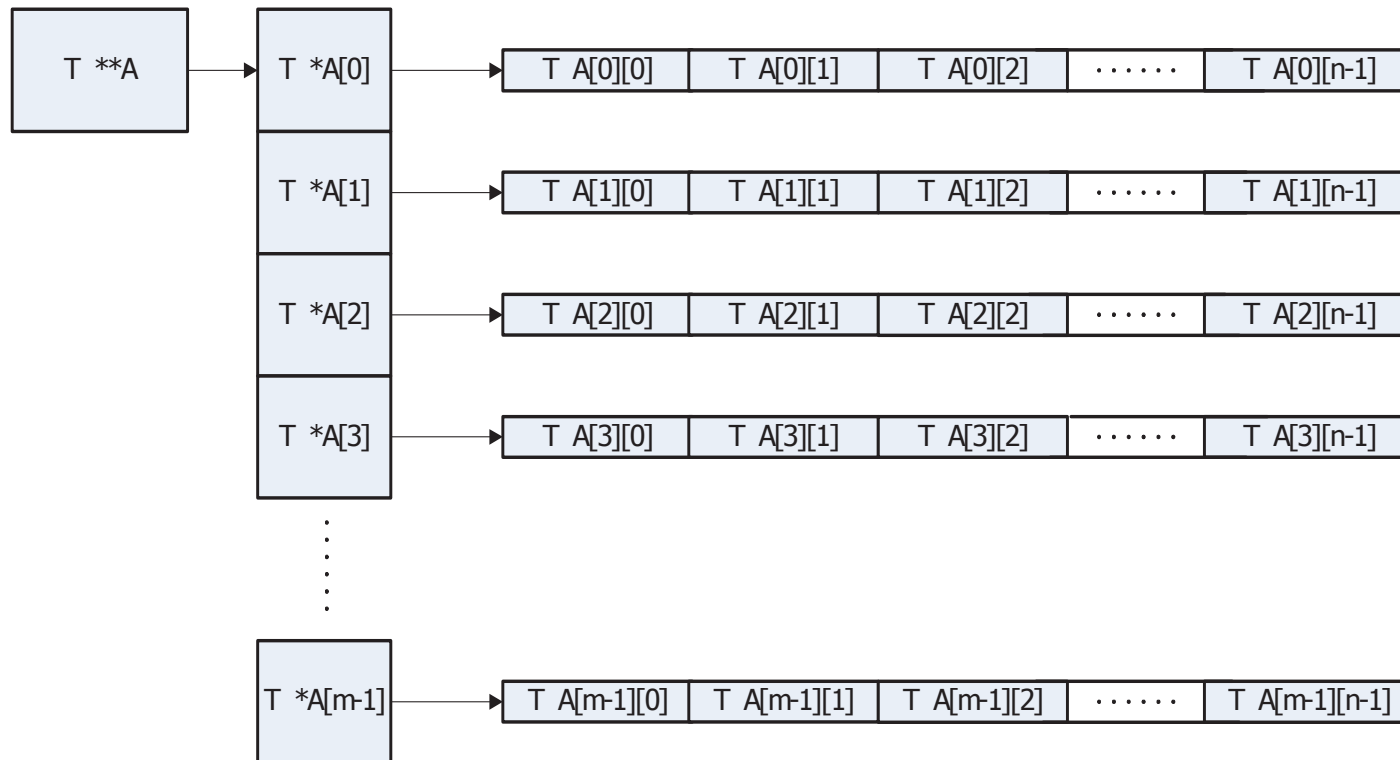 T **A T *A[0] T A[0][0] T A[0][1] T A[0][2] ...... T A[0][n-1]
T *A[1] T A[1][0] T A[1][1] T A[1][2] ...... T A[1][n-1]
T *A[2] T A[2][0] T A[2][1] T A[2][2] ...... T A[2][n-1]
T *A[3] T A[3][0] T A[3][1] T A[3][2] ...... T A[3][n-1]
T *A[m-1] T A[m-1][0] T A[m-1][1] T A[m-1][2] ...... T A[m-1][n-1]